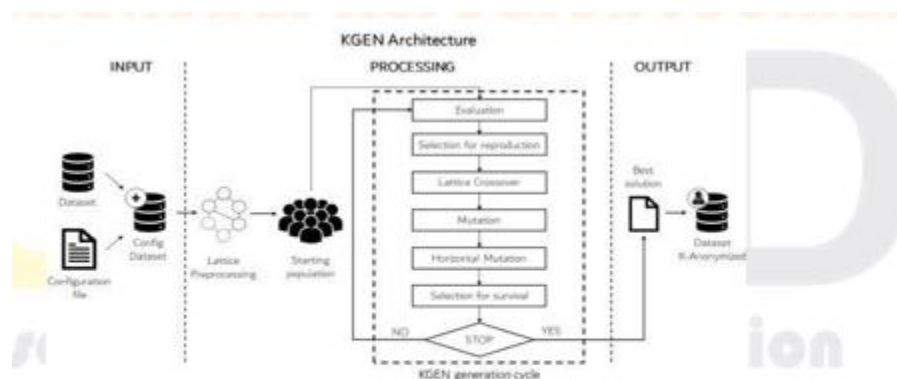 KGEN Architecture
INPUT
PROCESSING
OUTPUT
Dataset
Configuration
file
Config
Dataset
Lattice
Preprocessing
Starting
population
Evaluation
Selection for reproduction
Lattice Crossover
Mutation
Horizontal Mutation
Selection for survival
NO
STOP
YES
KGEN generation cycle
Best
solution
Dataset
K-Anonymized